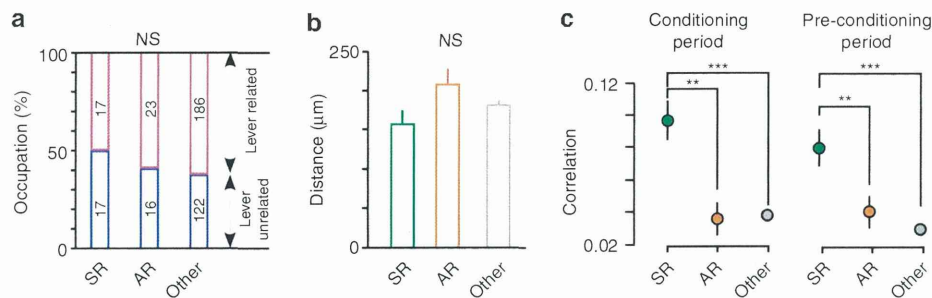 a
NS
100
50
0
Occupation (%)
17
23
186
17
16
122
Lever related
Lever
unrelated
SR
AR
Other
b
NS
250
0
Distance (μm)
SR
AR
Other
c
Conditioning
period
Pre-conditioning
period
0.12
0.02
Correlation
***
**
***
**
SR
AR
Other
SR
AR
Other